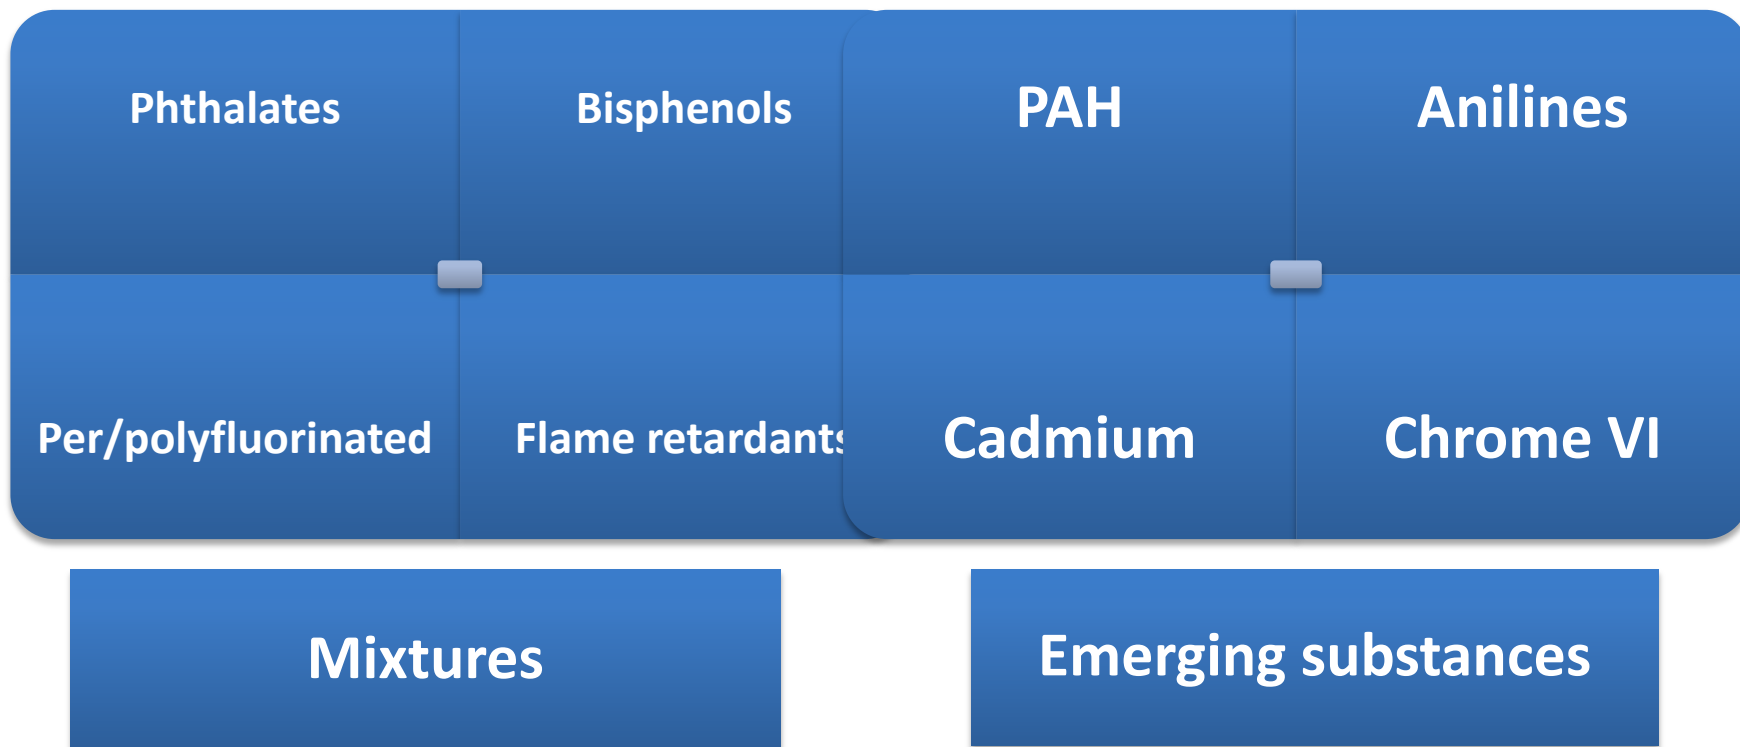 Phthalates
Bisphenols
PAH
Anilines
Per/polyfluorinated
Flame retardants
Cadmium
Chrome VI
Mixtures
Emerging substances